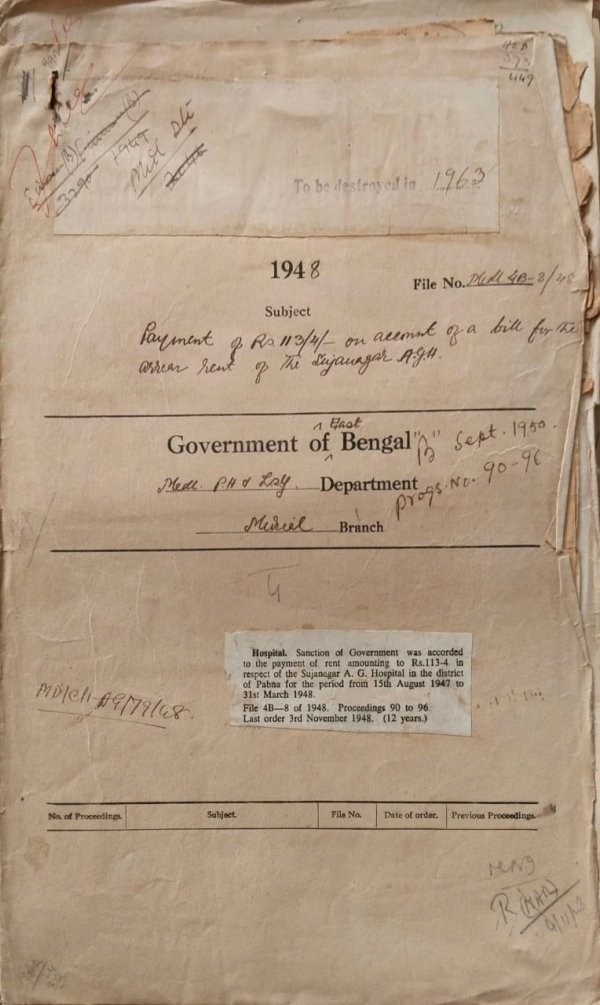 426
449
1949
Medl
To be destroyed in 1963
1948
File No. Medl 4B-8/48
Subject
Payment of Rs 113/4/- on account of a bill for the
arrear rent of The Sujanagar A.G.H.
East
Government of Bengal "B" Sept. 1950.
Medl. PH & LSG. Department Progs. No. 90-96
Medical Branch
4
Hospital. Sanction of Government was accorded
to the payment of rent amounting to Rs.113-4 in
respect of the Sujanagar A. G. Hospital in the district
of Pabna for the period from 15th August 1947 to
31st March 1948.
File 4B—8 of 1948. Proceedings 90 to 96
Last order 3rd November 1948. (12 years.)
No. of Proceedings. Subject. File No. Date of order. Previous Proceedings.